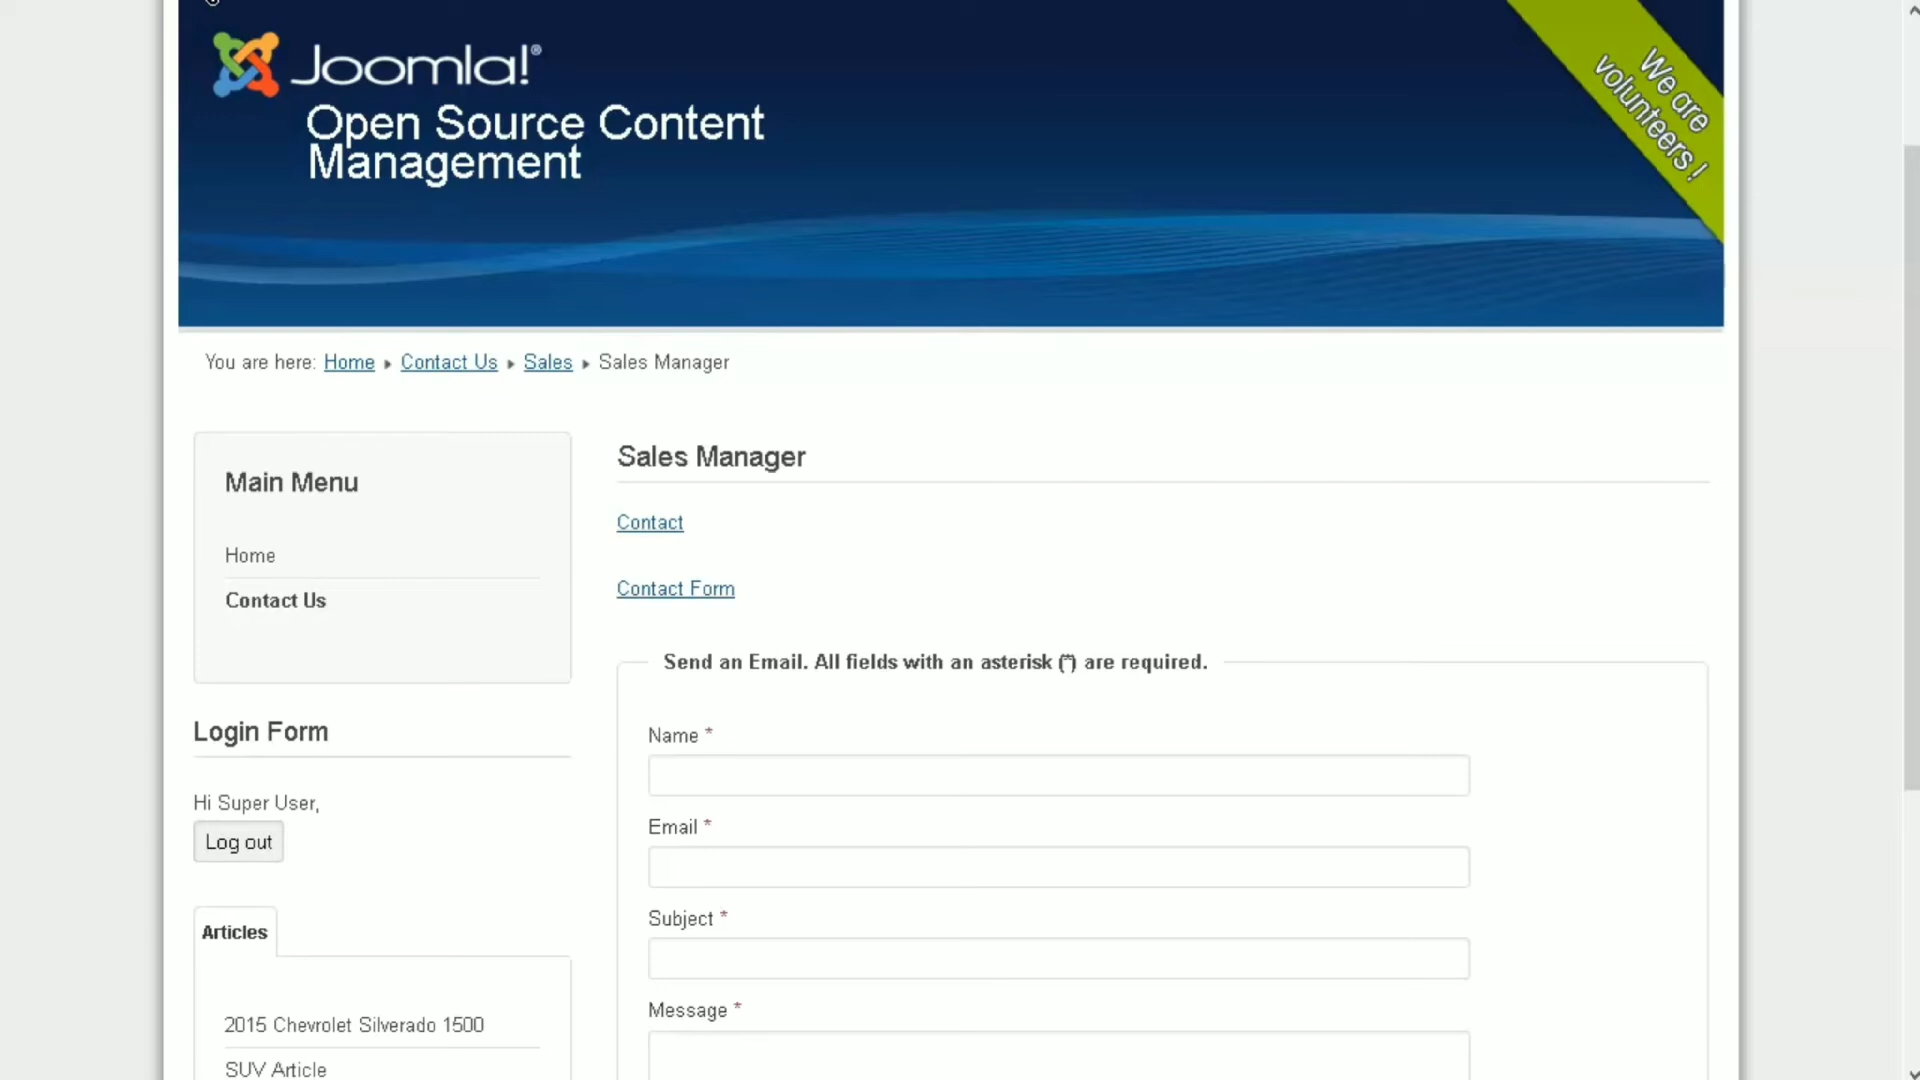 Joomla!®
Open Source Content
Management
We are
volunteers !
You are here: Home Contact Us Sales Sales Manager
Main Menu
Home
Contact Us
Login Form
Hi Super User,
Log out
Articles
2015 Chevrolet Silverado 1500
SUV Article
Sales Manager
Contact
Contact Form
Send an Email. All fields with an asterisk (*) are required.
Name *
Email *
Subject *
Message *